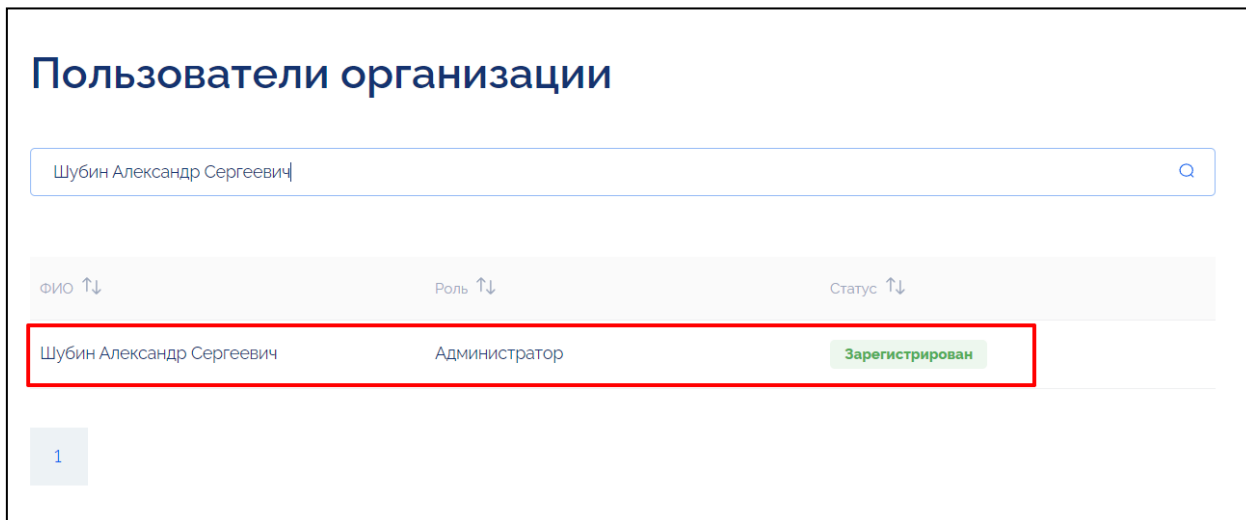 Пользователи организации
Шубин Александр Сергеевич
ФИО Роль Статус
Шубин Александр Сергеевич Администратор Зарегистрирован
1